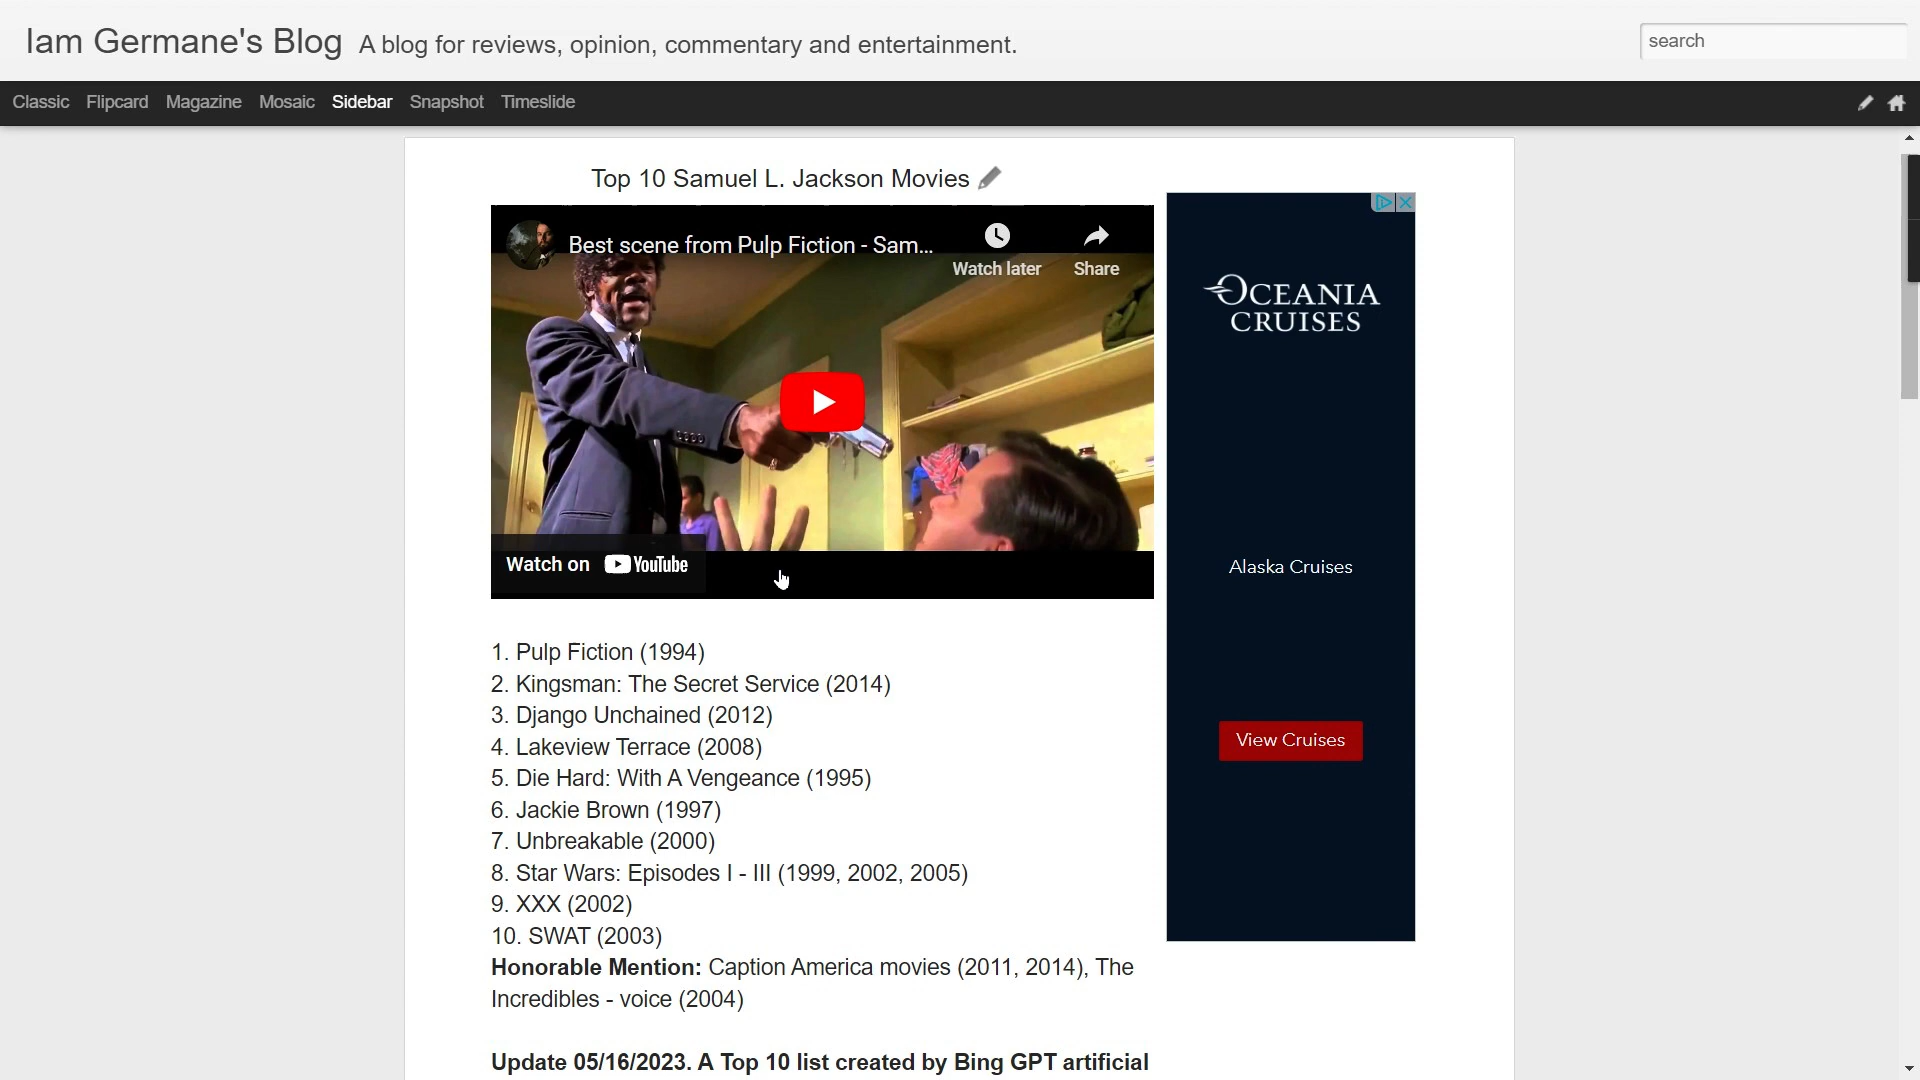 Iam Germane's Blog A blog for reviews, opinion, commentary and entertainment.
search
Classic Flipcard Magazine Mosaic Sidebar Snapshot Timeslide
Top 10 Samuel L. Jackson Movies
Best scene from Pulp Fiction - Sam...
Watch later
Share
Watch on YouTube
OCEANIA
CRUISES
Alaska Cruises
View Cruises
1. Pulp Fiction (1994)
2. Kingsman: The Secret Service (2014)
3. Django Unchained (2012)
4. Lakeview Terrace (2008)
5. Die Hard: With A Vengeance (1995)
6. Jackie Brown (1997)
7. Unbreakable (2000)
8. Star Wars: Episodes I - III (1999, 2002, 2005)
9. XXX (2002)
10. SWAT (2003)
Honorable Mention: Caption America movies (2011, 2014), The
Incredibles - voice (2004)
Update 05/16/2023. A Top 10 list created by Bing GPT artificial